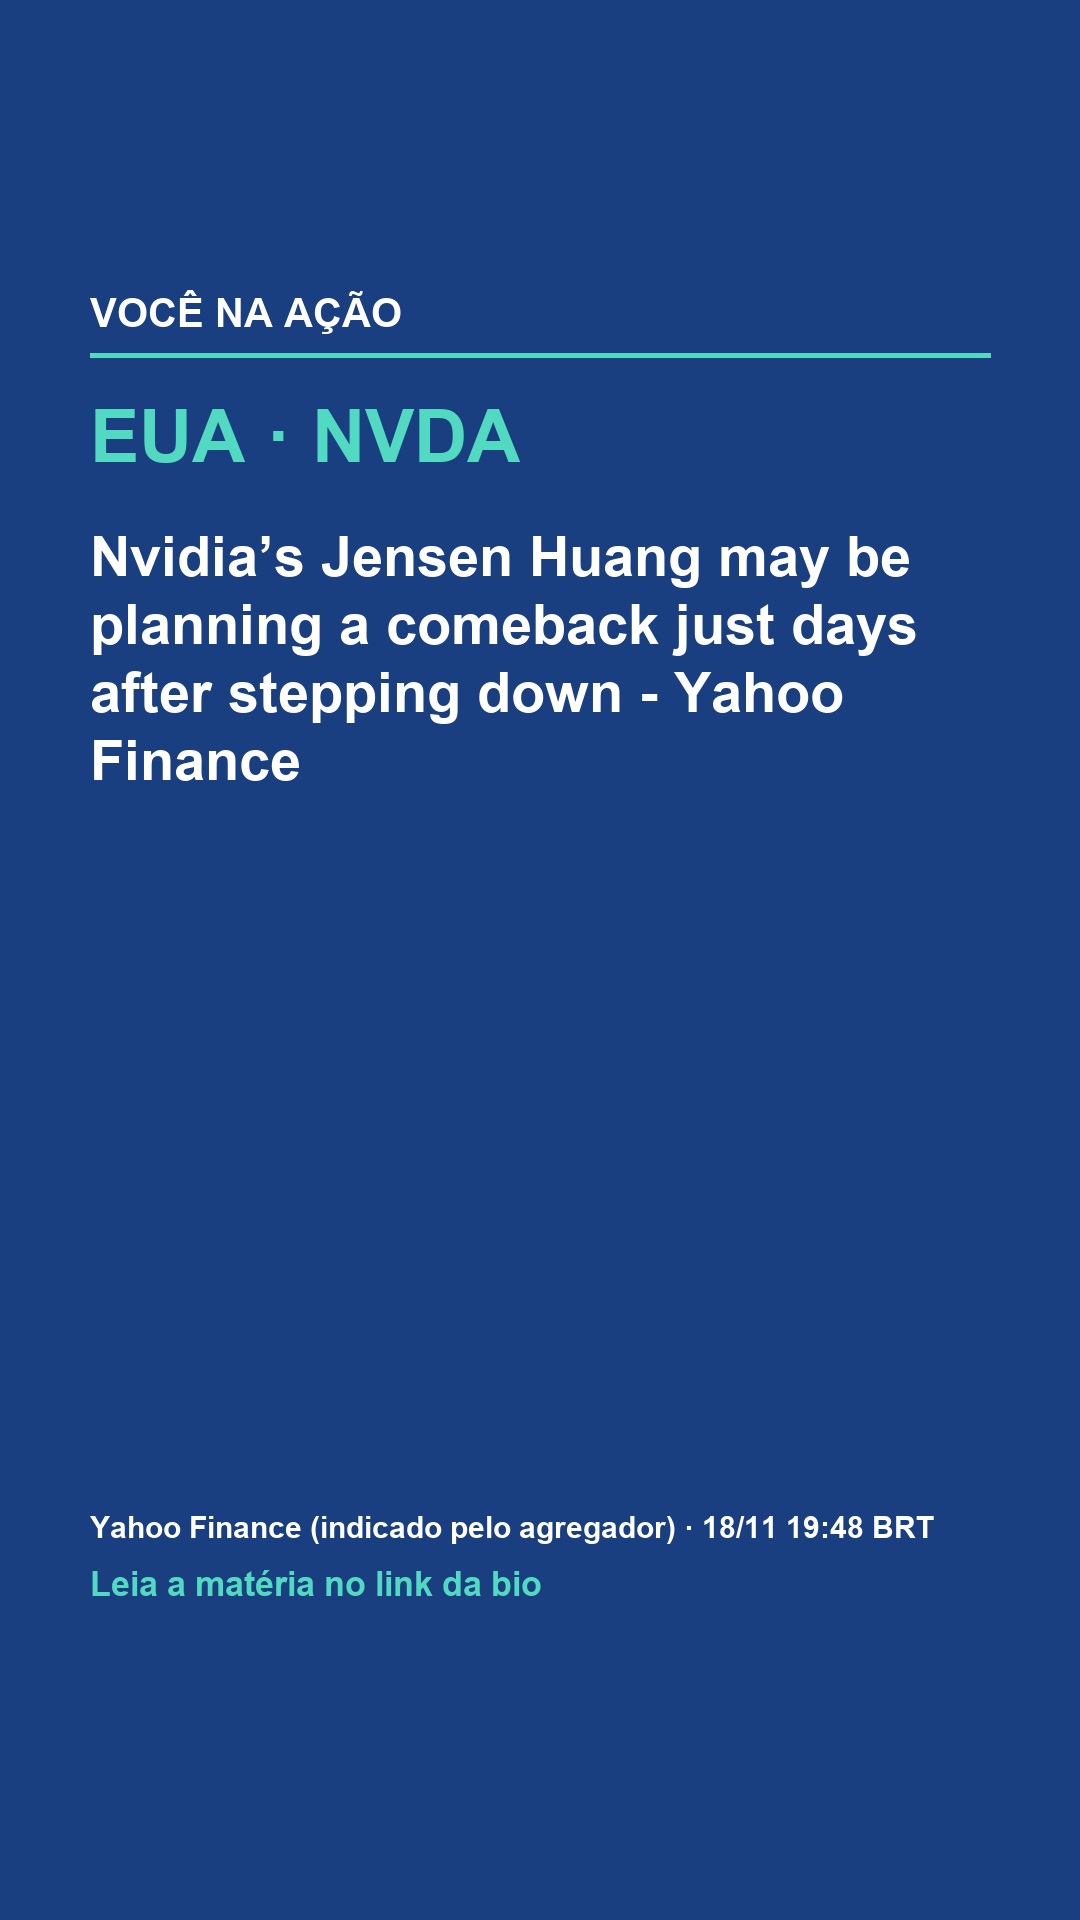 VOCÊ NA AÇÃO
EUA · NVDA
Nvidia’s Jensen Huang may be
planning a comeback just days
after stepping down - Yahoo
Finance
Yahoo Finance (indicado pelo agregador) · 18/11 19:48 BRT
Leia a matéria no link da bio